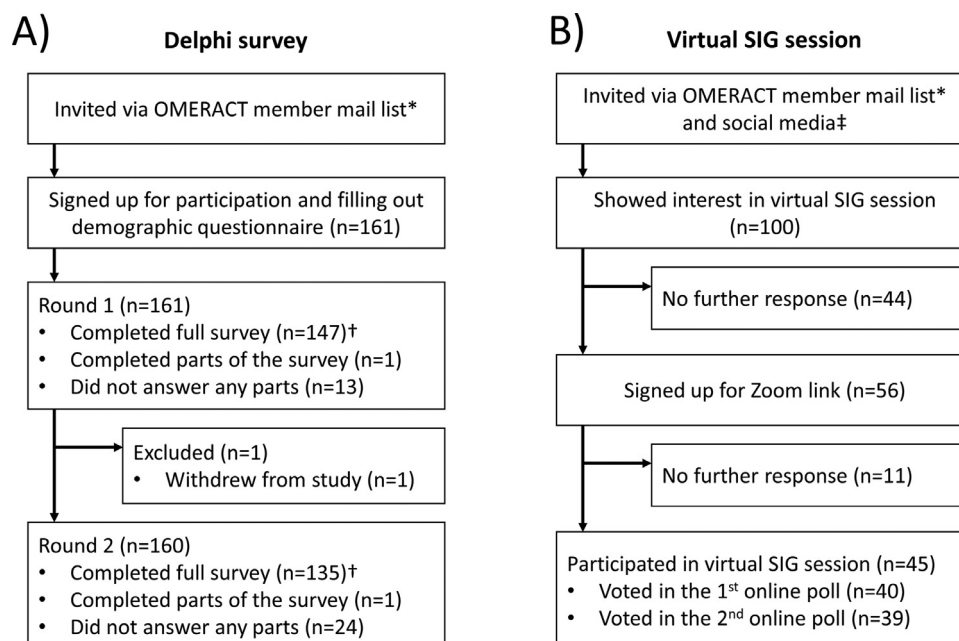 A)
Delphi survey
Invited via OMERACT member mail list*
Signed up for participation and filling out
demographic questionnaire (n=161)
Round 1 (n=161)
• Completed full survey (n=147)†
• Completed parts of the survey (n=1)
• Did not answer any parts (n=13)
Excluded (n=1)
• Withdrew from study (n=1)
Round 2 (n=160)
• Completed full survey (n=135)†
• Completed parts of the survey (n=1)
• Did not answer any parts (n=24)
B)
Virtual SIG session
Invited via OMERACT member mail list*
and social media‡
Showed interest in virtual SIG session
(n=100)
No further response (n=44)
Signed up for Zoom link (n=56)
No further response (n=11)
Participated in virtual SIG session (n=45)
• Voted in the 1st online poll (n=40)
• Voted in the 2nd online poll (n=39)